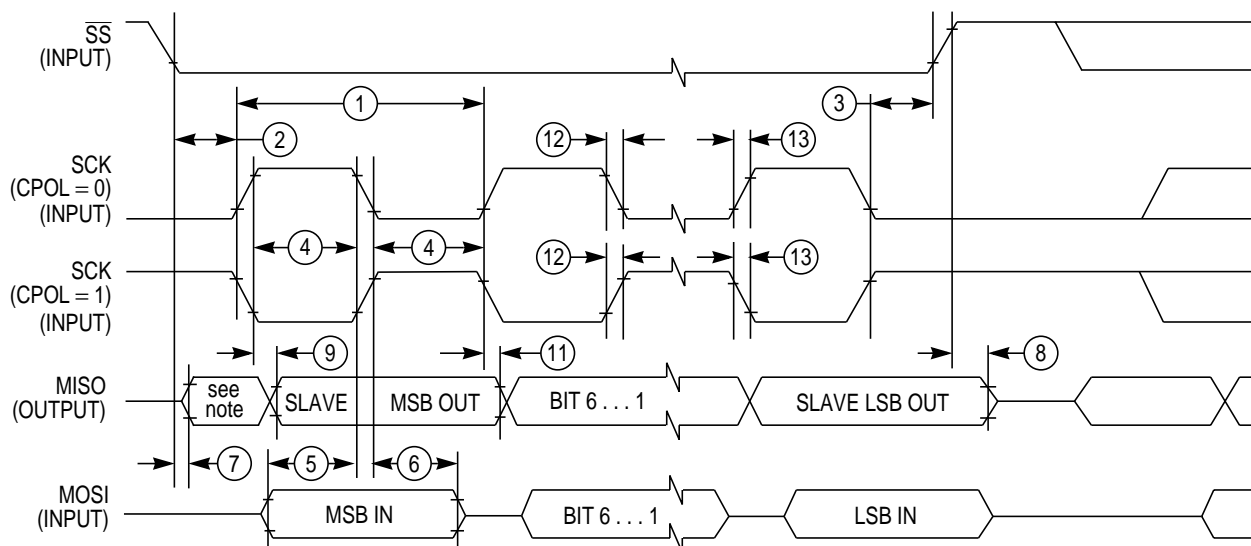 S̅S̅
(INPUT)
1
3
2
12
13
SCK
(CPOL = 0)
(INPUT)
4
4
12
13
SCK
(CPOL = 1)
(INPUT)
9
11
8
MISO
(OUTPUT)
see
note
SLAVE
MSB OUT
BIT 6 . . . 1
SLAVE LSB OUT
7
5
6
MOSI
(INPUT)
MSB IN
BIT 6 . . . 1
LSB IN